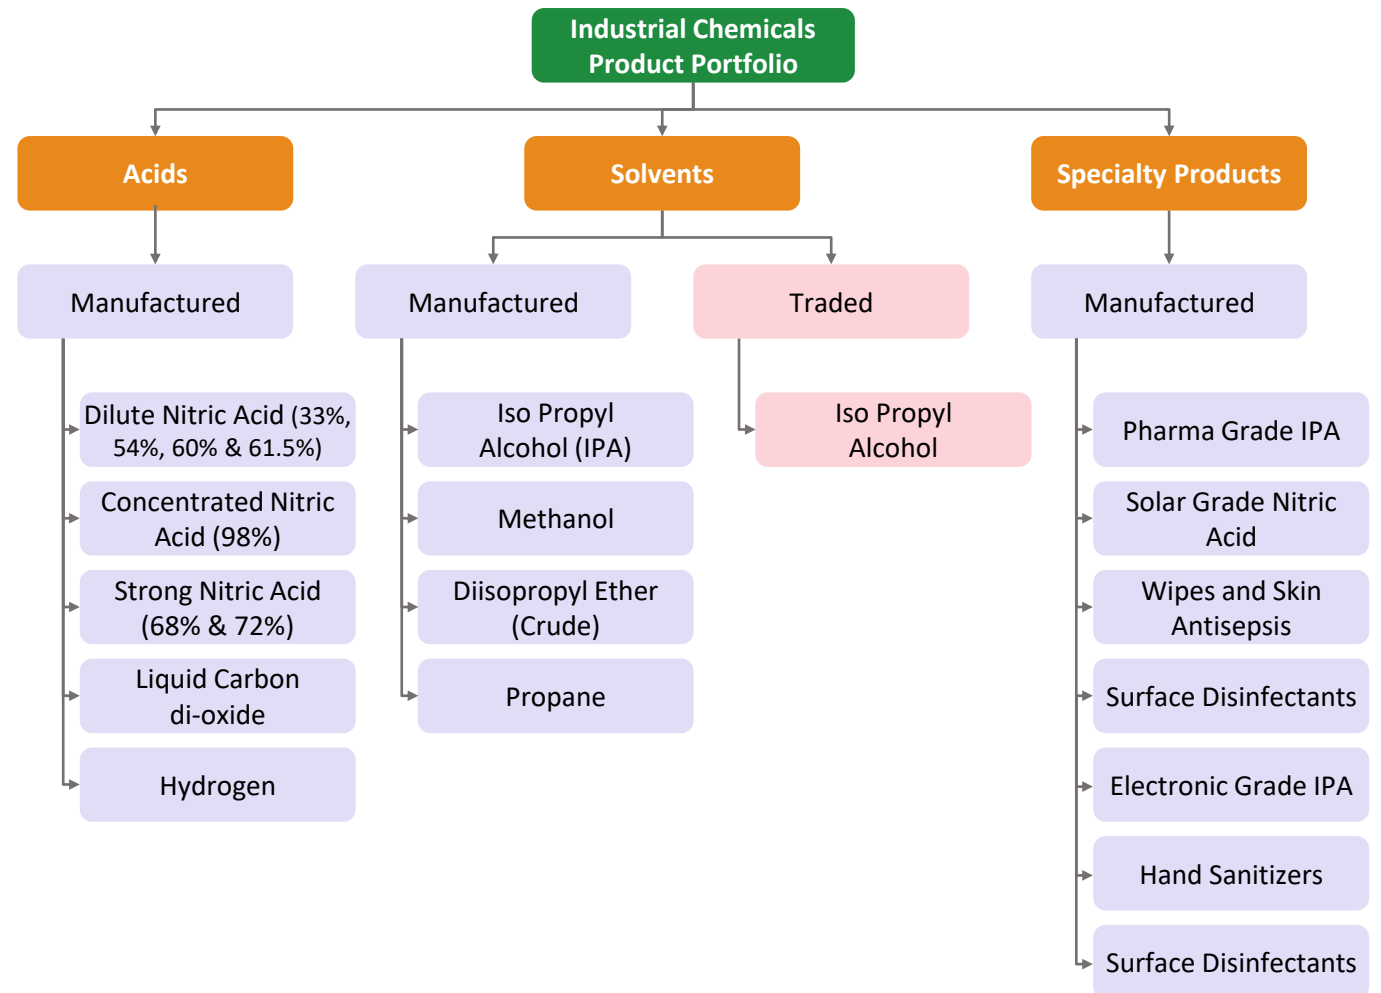 Industrial Chemicals
Product Portfolio
Acids
Solvents
Specialty Products
Manufactured
Manufactured
Traded
Manufactured
Dilute Nitric Acid (33%,
54%, 60% & 61.5%)
Concentrated Nitric
Acid (98%)
Strong Nitric Acid
(68% & 72%)
Liquid Carbon
di-oxide
Hydrogen
Iso Propyl
Alcohol (IPA)
Methanol
Diisopropyl Ether
(Crude)
Propane
Iso Propyl
Alcohol
Pharma Grade IPA
Solar Grade Nitric
Acid
Wipes and Skin
Antisepsis
Surface Disinfectants
Electronic Grade IPA
Hand Sanitizers
Surface Disinfectants